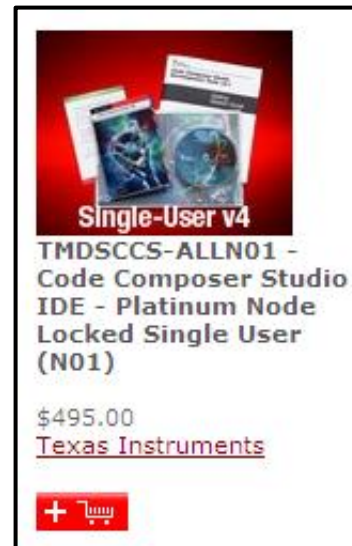 Single-User v4
TMDSCCS-ALLN01 -
Code Composer Studio
IDE - Platinum Node
Locked Single User
(N01)
$495.00
Texas Instruments